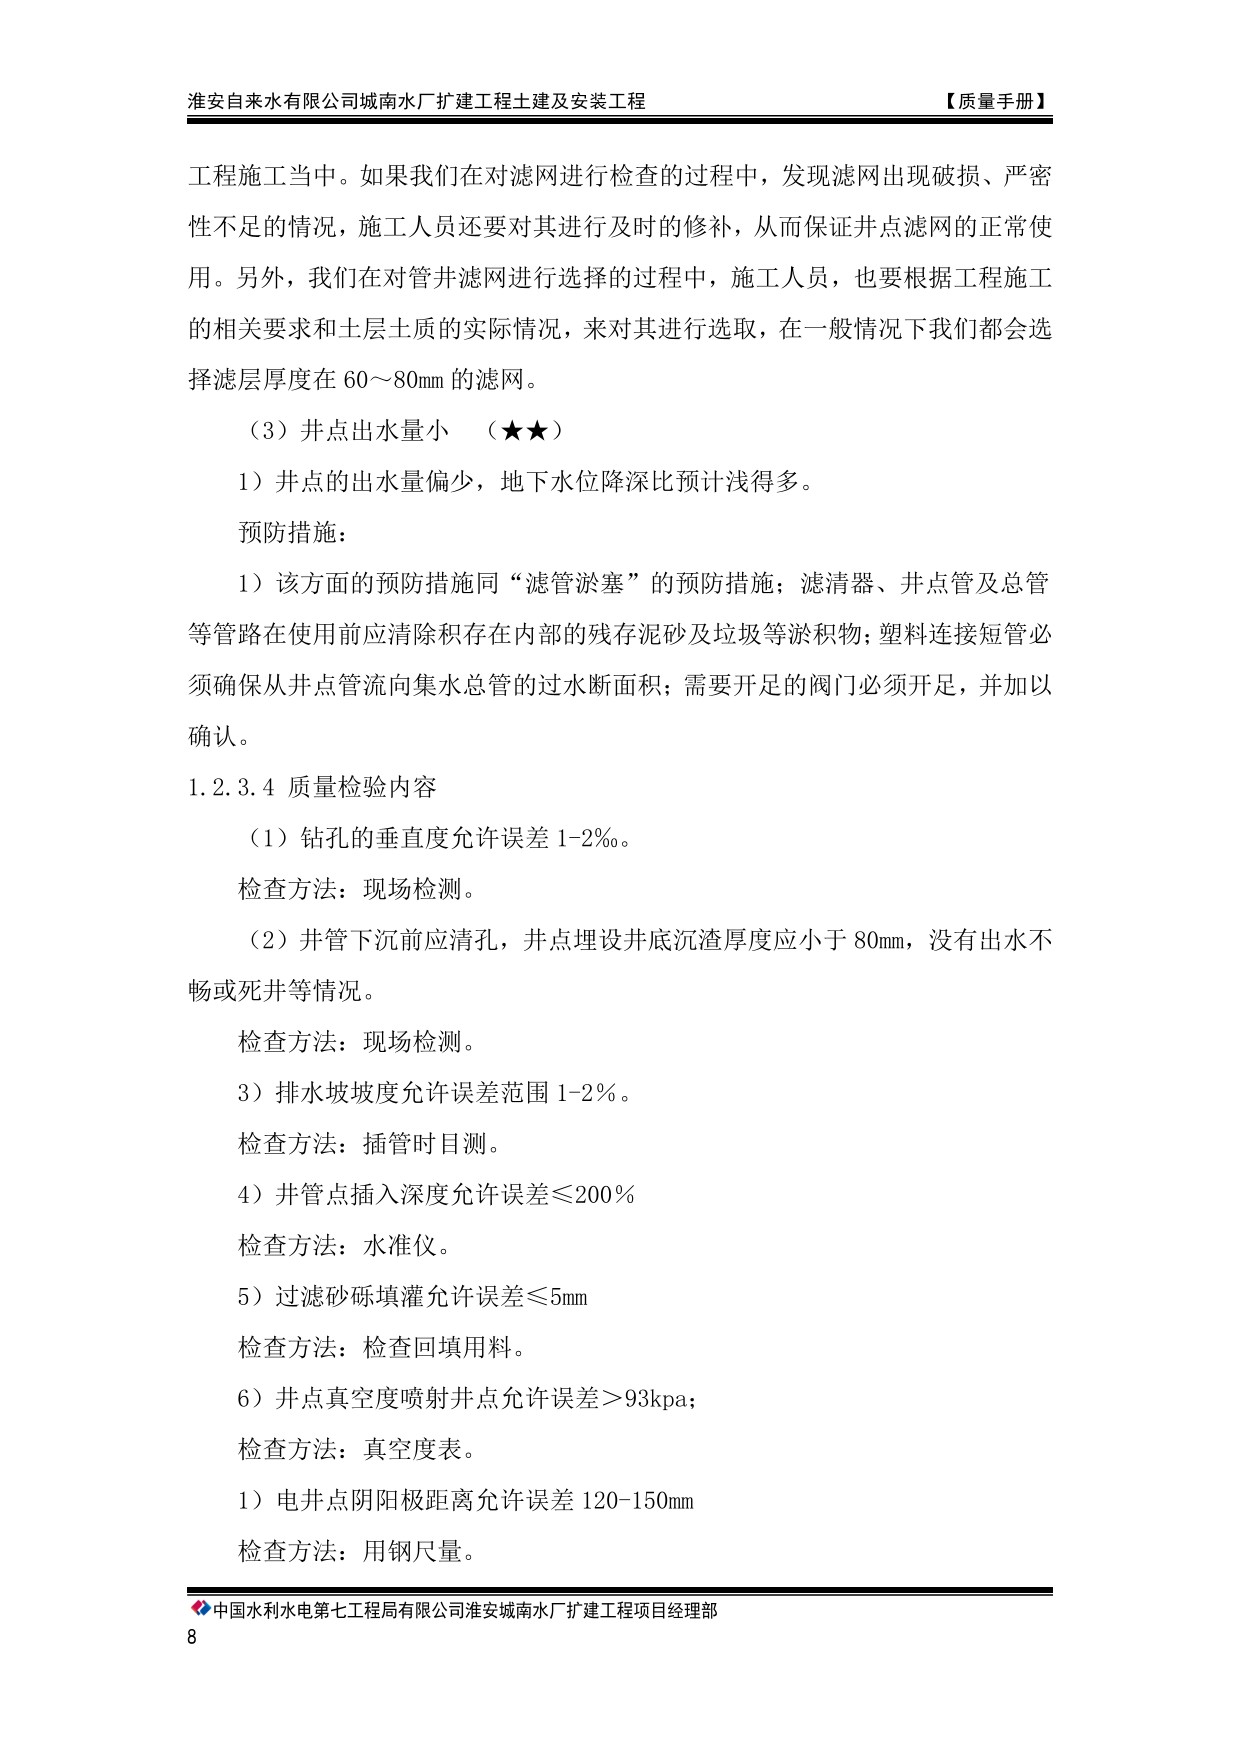 淮安自来水有限公司城南水厂扩建工程土建及安装工程 【质量手册】
工程施工当中。如果我们在对滤网进行检查的过程中，发现滤网出现破损、严密
性不足的情况，施工人员还要对其进行及时的修补，从而保证井点滤网的正常使
用。另外，我们在对管井滤网进行选择的过程中，施工人员，也要根据工程施工
的相关要求和土层土质的实际情况，来对其进行选取，在一般情况下我们都会选
择滤层厚度在 60～80mm 的滤网。
（3）井点出水量小 （★★）
1）井点的出水量偏少，地下水位降深比预计浅得多。
预防措施：
1）该方面的预防措施同“滤管淤塞”的预防措施；滤清器、井点管及总管
等管路在使用前应清除积存在内部的残存泥砂及垃圾等淤积物；塑料连接短管必
须确保从井点管流向集水总管的过水断面积；需要开足的阀门必须开足，并加以
确认。
1.2.3.4 质量检验内容
（1）钻孔的垂直度允许误差 1-2‰。
检查方法：现场检测。
（2）井管下沉前应清孔，井点埋设井底沉渣厚度应小于 80mm，没有出水不
畅或死井等情况。
检查方法：现场检测。
3）排水坡坡度允许误差范围 1-2％。
检查方法：插管时目测。
4）井管点插入深度允许误差≤200％
检查方法：水准仪。
5）过滤砂砾填灌允许误差≤5mm
检查方法：检查回填用料。
6）井点真空度喷射井点允许误差＞93kpa；
检查方法：真空度表。
1）电井点阴阳极距离允许误差 120-150mm
检查方法：用钢尺量。
中国水利水电第七工程局有限公司淮安城南水厂扩建工程项目经理部
8